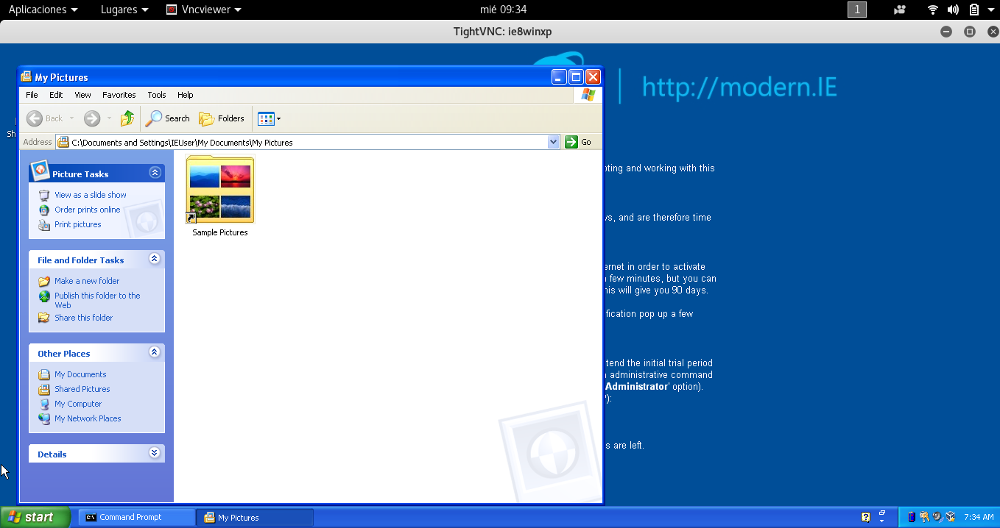 Aplicaciones Lugares Vncviewer mié 09:34 1
TightVNC: ie8winxp
http://modern.IE
My Pictures
File Edit View Favorites Tools Help
Back Search Folders
Address C:\Documents and Settings\IEUser\My Documents\My Pictures Go
Sh
Picture Tasks
View as a slide show
Order prints online
Print pictures
File and Folder Tasks
Make a new folder
Publish this folder to the
Web
Share this folder
Other Places
My Documents
Shared Pictures
My Computer
My Network Places
Details
Sample Pictures
oting and working with this
ys, and are therefore time
ernet in order to activate
few minutes, but you can
his will give you 90 days.
ification pop up a few
tend the initial trial period
administrative command
Administrator' option).
'):
s are left.
start Command Prompt My Pictures 7:34 AM